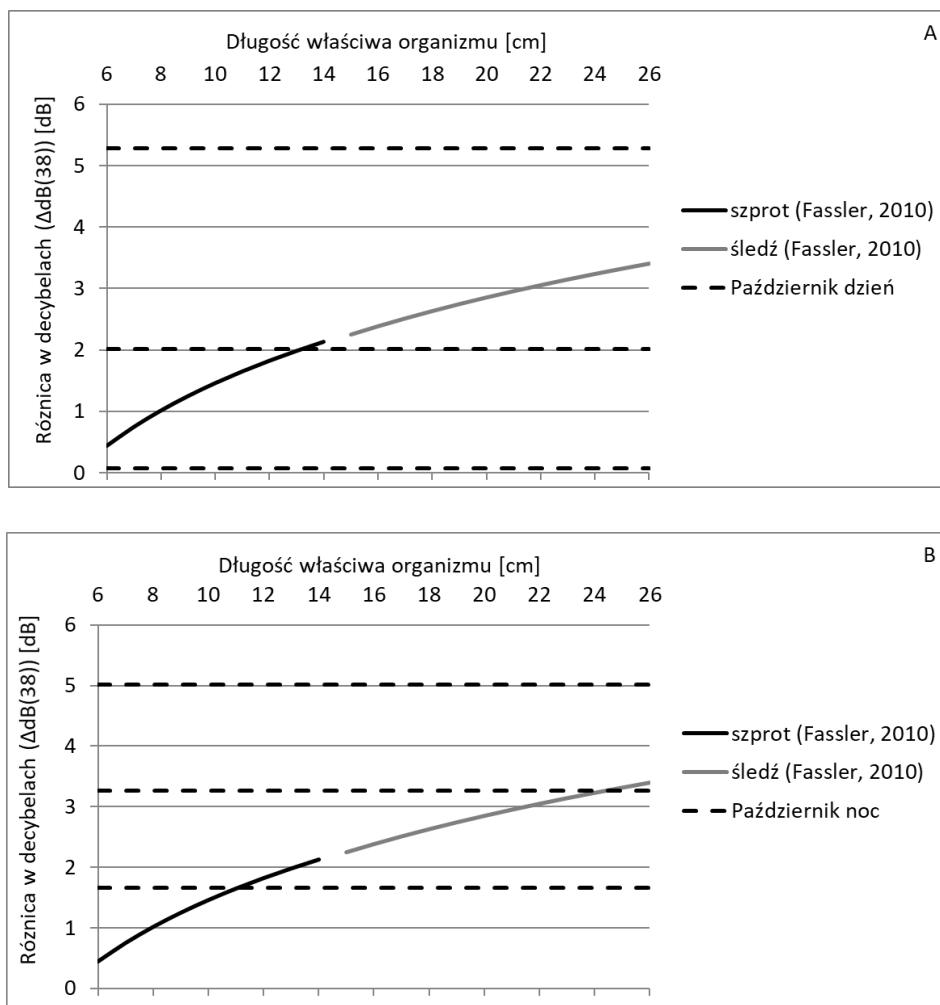 A
Długość właściwa organizmu [cm]
6 8 10 12 14 16 18 20 22 24 26
Róznica w decybelach (ΔdB(38)) [dB]
6
5
4
3
2
1
0
szprot (Fassler, 2010)
śledź (Fassler, 2010)
Październik dzień
B
Długość właściwa organizmu [cm]
6 8 10 12 14 16 18 20 22 24 26
Róznica w decybelach (ΔdB(38)) [dB]
6
5
4
3
2
1
0
szprot (Fassler, 2010)
śledź (Fassler, 2010)
Październik noc